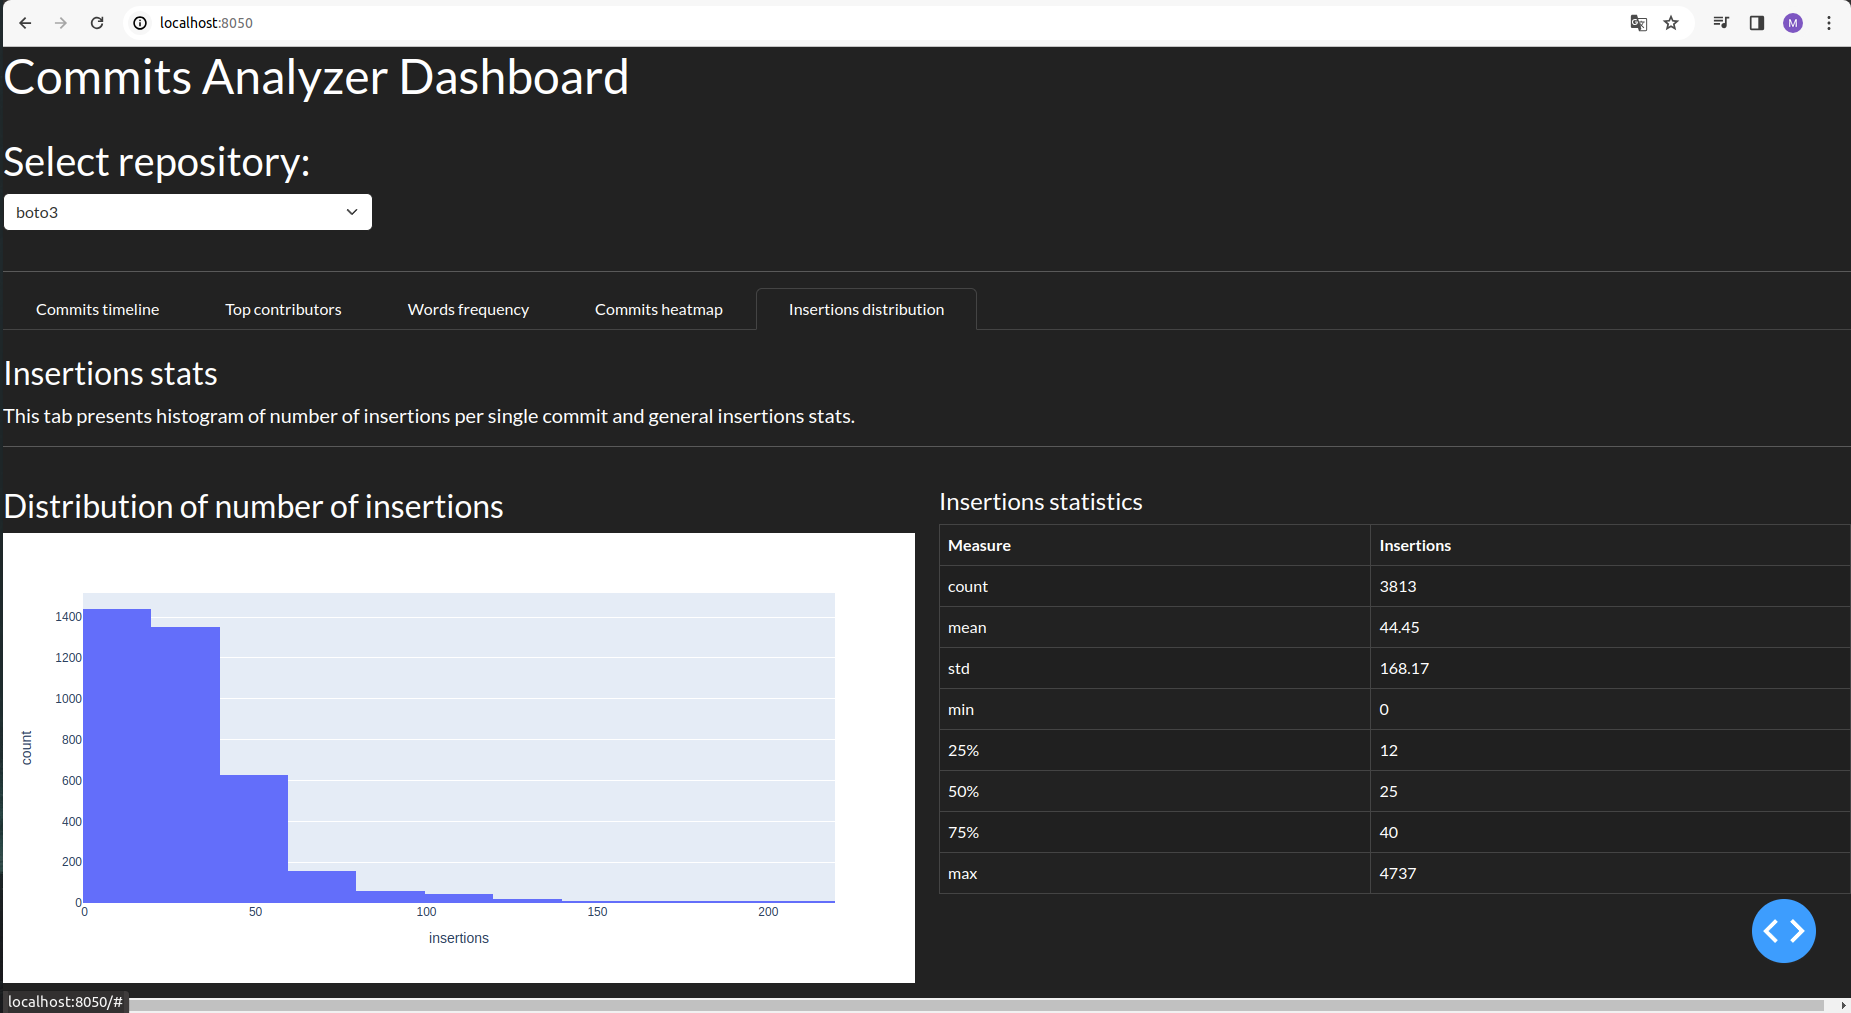 localhost:8050
M
Commits Analyzer Dashboard
Select repository:
boto3
Commits timeline
Top contributors
Words frequency
Commits heatmap
Insertions distribution
Insertions stats
This tab presents histogram of number of insertions per single commit and general insertions stats.
Distribution of number of insertions
1400
1200
1000
800
600
400
200
0
count
0 50 100 150 200
insertions
Insertions statistics
Measure Insertions
count 3813
mean 44.45
std 168.17
min 0
25% 12
50% 25
75% 40
max 4737
localhost:8050/#